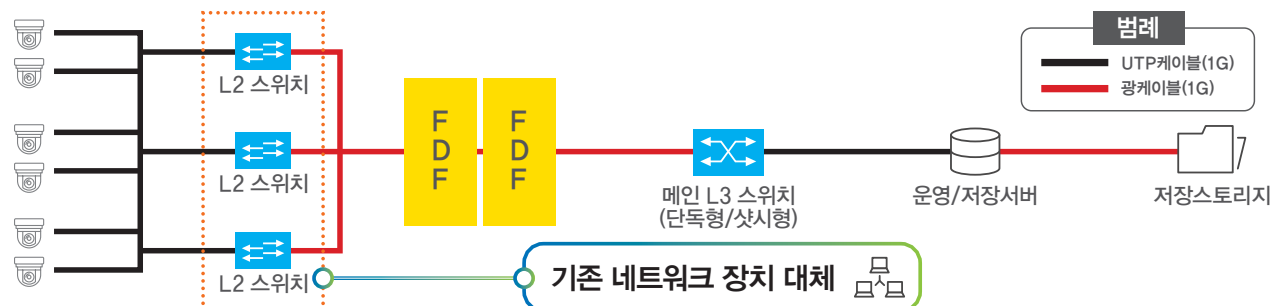 범례
UTP케이블(1G)
광케이블(1G)
L2 스위치
L2 스위치
L2 스위치
F
D
F
F
D
F
메인 L3 스위치
(단독형/샷시형)
운영/저장서버
저장스토리지
기존 네트워크 장치 대체